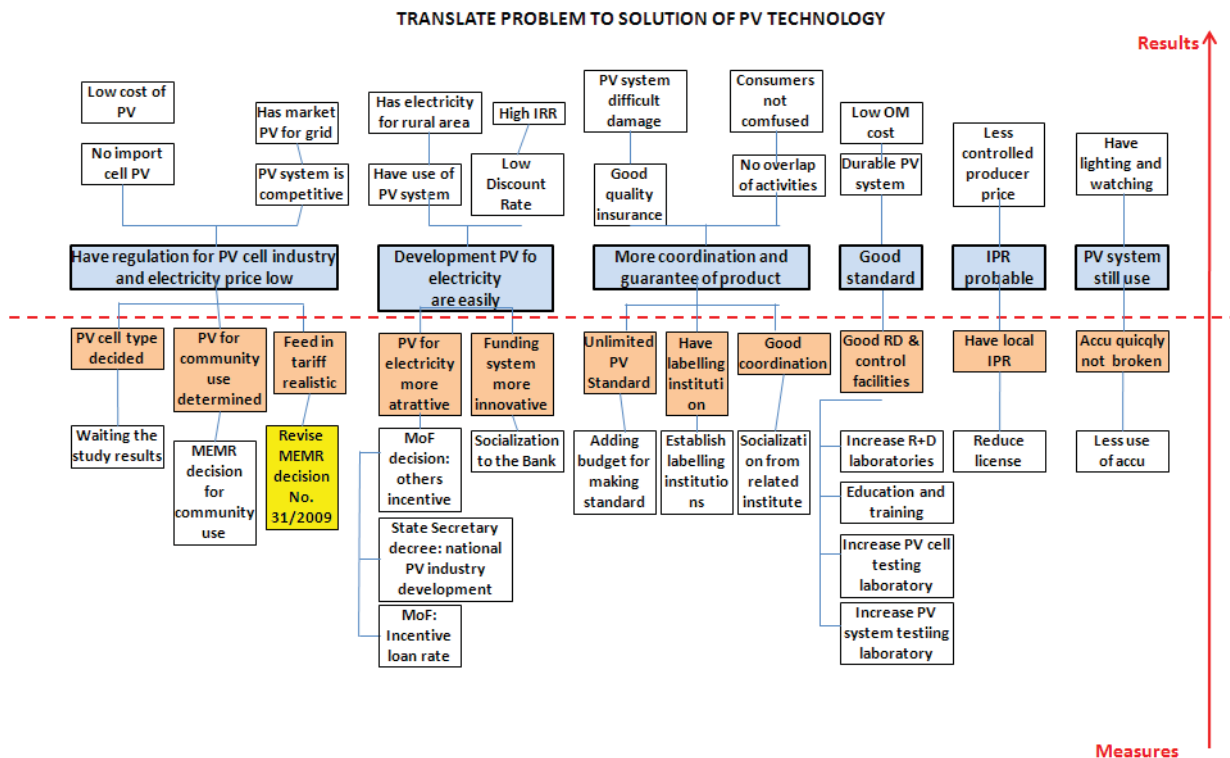 TRANSLATE PROBLEM TO SOLUTION OF PV TECHNOLOGY
Results
Low cost of
PV
No import
cell PV
Has market
PV for grid
PV system is
competitive
Has electricity
for rural area
Have use of
PV system
High IRR
Low
Discount
Rate
PV system
difficult
damage
Good
quality
insurance
Consumers
not
comfused
No overlap
of activities
Low OM
cost
Durable PV
system
Less
controlled
producer
price
Have
lighting and
watching
Have regulation for PV cell industry
and electricity price low
Development PV fo
electricity
are easily
More coordination and
guarantee of product
Good
standard
IPR
probable
PV system
still use
PV cell type
decided
PV for
community
use
determined
Feed in
tariff
realistic
PV for
electricity
more
atrattive
Funding
system
more
innovative
Unlimited
PV
Standard
Have
labelling
instituti
on
Good
coordination
Good RD &
control
facilities
Have local
IPR
Accu quicqly
not broken
Waiting the
study results
MEMR
decision for
community
use
Revise
MEMR
decision
No.
31/2009
MoF
decision:
others
incentive
State Secretary
decree: national
PV industry
development
MoF:
Incentive
loan rate
Socialization
to the Bank
Adding
budget for
making
standard
Establish
labelling
institutio
ns
Socializati
on from
related
institute
Increase R+D
laboratories
Education and
training
Increase PV cell
testing
laboratory
Increase PV
system testiing
laboratory
Reduce
license
Less use
of accu
Measures